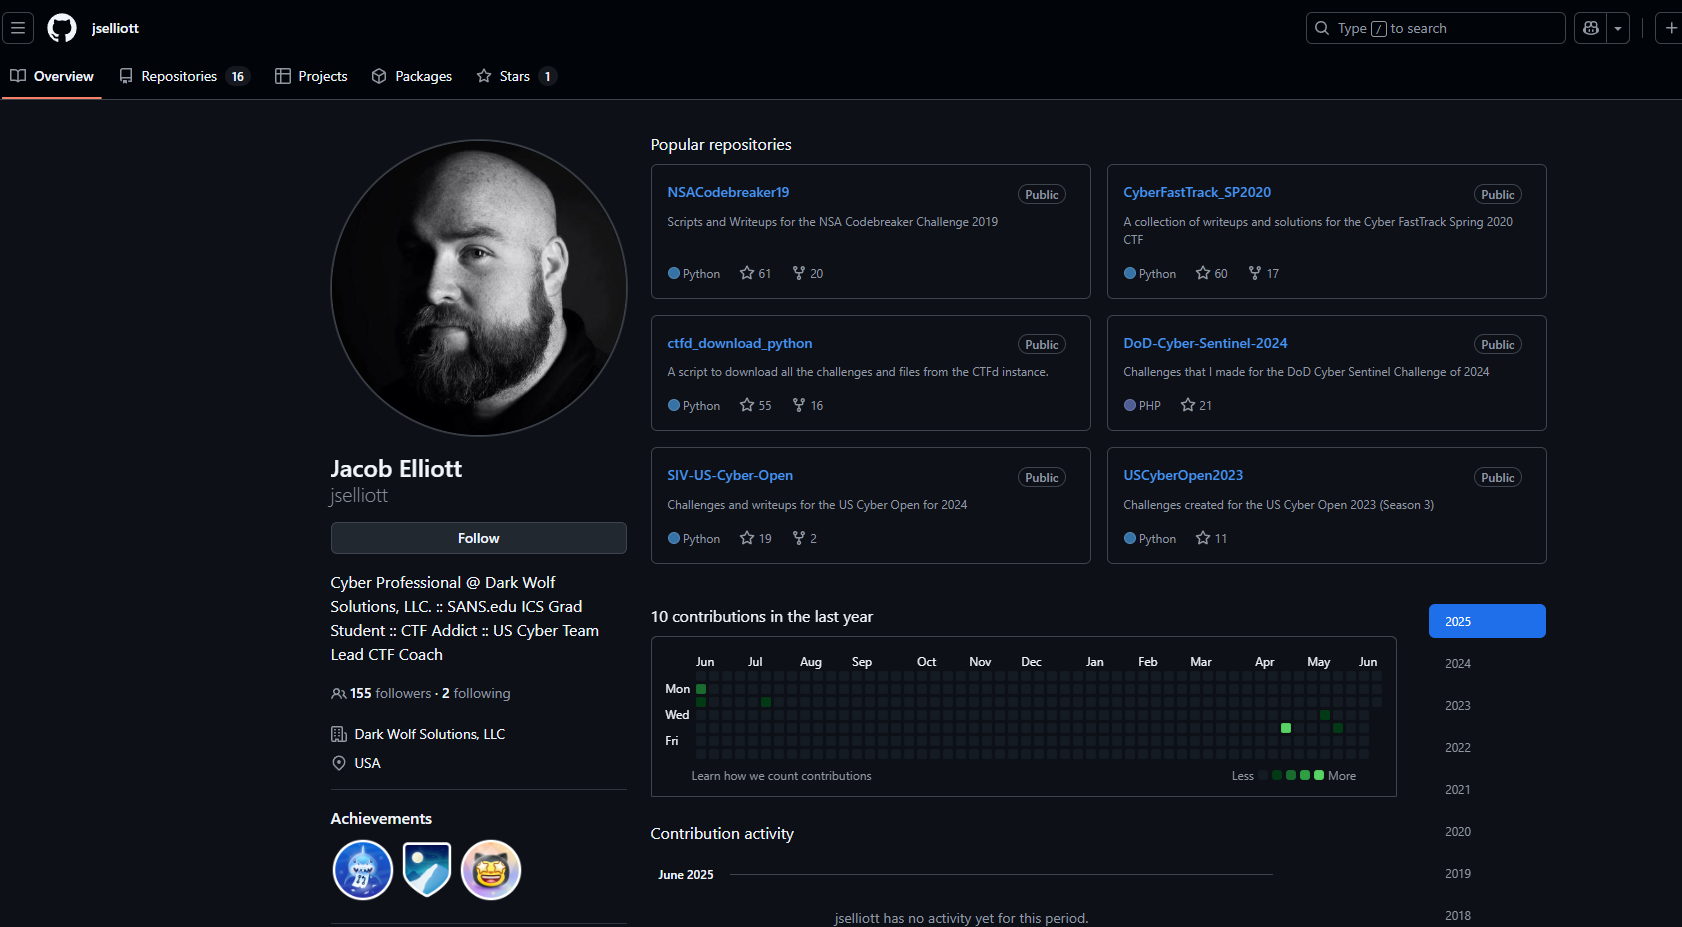 jselliott
Type / to search
Overview
Repositories 16
Projects
Packages
Stars 1
Jacob Elliott
jselliott
Follow
Cyber Professional @ Dark Wolf
Solutions, LLC. :: SANS.edu ICS Grad
Student :: CTF Addict :: US Cyber Team
Lead CTF Coach
155 followers · 2 following
Dark Wolf Solutions, LLC
USA
Achievements
Popular repositories
NSACodebreaker19
Public
Scripts and Writeups for the NSA Codebreaker Challenge 2019
Python 61 20
CyberFastTrack_SP2020
Public
A collection of writeups and solutions for the Cyber FastTrack Spring 2020
CTF
Python 60 17
ctfd_download_python
Public
A script to download all the challenges and files from the CTFd instance.
Python 55 16
DoD-Cyber-Sentinel-2024
Public
Challenges that I made for the DoD Cyber Sentinel Challenge of 2024
PHP 21
SIV-US-Cyber-Open
Public
Challenges and writeups for the US Cyber Open for 2024
Python 19 2
USCyberOpen2023
Public
Challenges created for the US Cyber Open 2023 (Season 3)
Python 11
10 contributions in the last year
Jun Jul Aug Sep Oct Nov Dec Jan Feb Mar Apr May Jun
Mon
Wed
Fri
Learn how we count contributions
Less More
2025
2024
2023
2022
2021
2020
2019
2018
Contribution activity
June 2025
jselliott has no activity yet for this period.